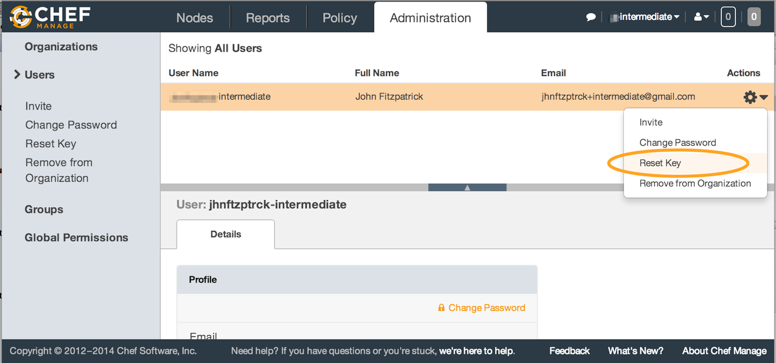 CHEF
MANAGE
Nodes
Reports
Policy
Administration
intermediate
0
0
Organizations
Users
Invite
Change Password
Reset Key
Remove from
Organization
Groups
Global Permissions
Showing All Users
User Name
Full Name
Email
Actions
intermediate
John Fitzpatrick
jhnftzptrck+intermediate@gmail.com
Invite
Change Password
Reset Key
Remove from Organization
User: jhnftzptrck-intermediate
Details
Profile
Change Password
Email
Copyright © 2012–2014 Chef Software, Inc.
Need help? If you have questions or you're stuck, we're here to help.
Feedback
What's New?
About Chef Manage